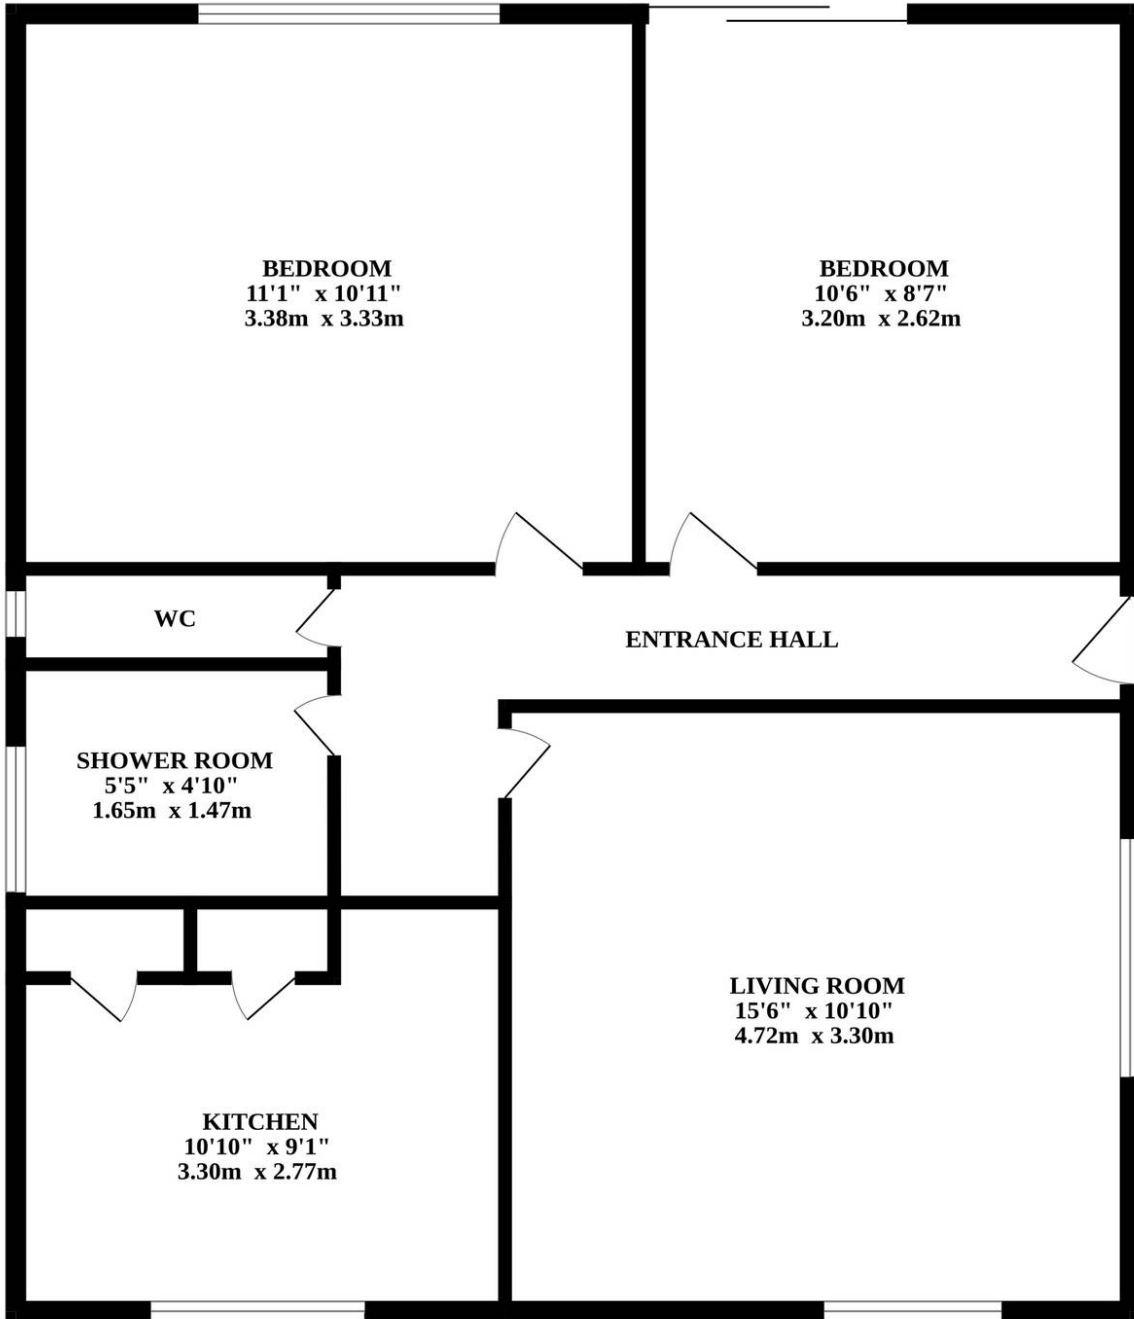 BEDROOM
11'1" x 10'11"
3.38m x 3.33m
BEDROOM
10'6" x 8'7"
3.20m x 2.62m
WC
ENTRANCE HALL
SHOWER ROOM
5'5" x 4'10"
1.65m x 1.47m
LIVING ROOM
15'6" x 10'10"
4.72m x 3.30m
KITCHEN
10'10" x 9'1"
3.30m x 2.77m